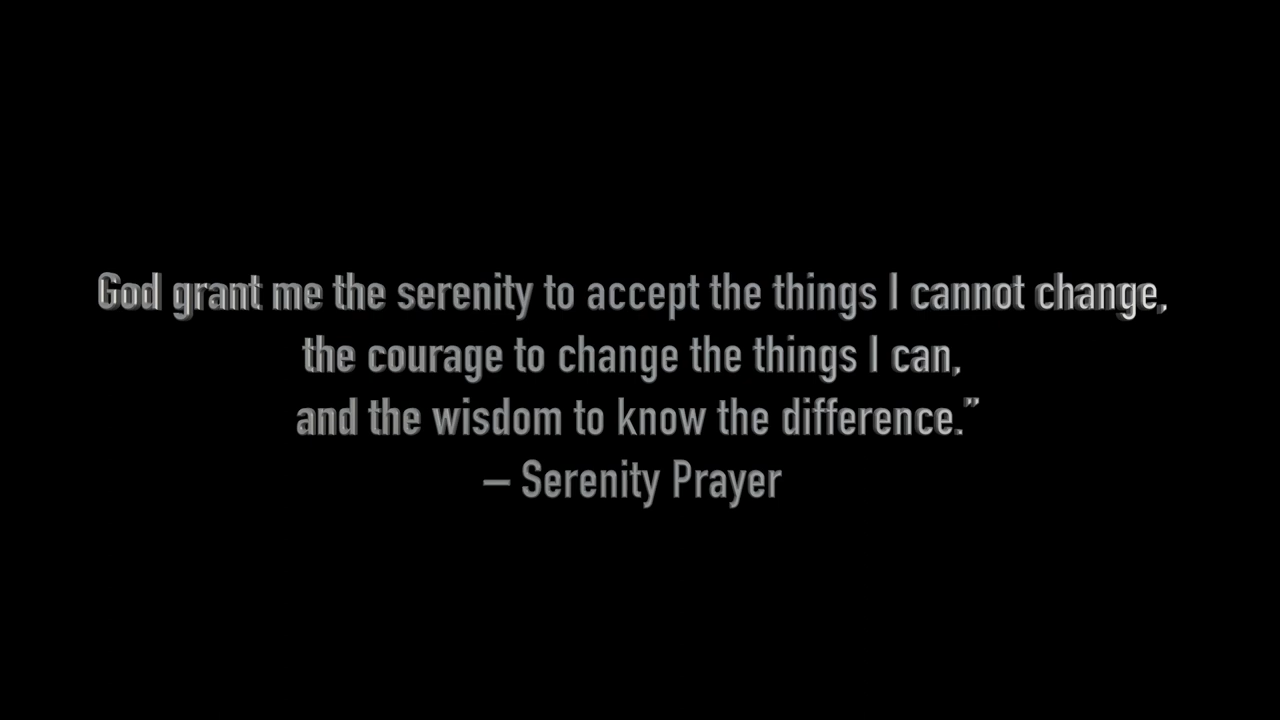 God grant me the serenity to accept the things I cannot change,
the courage to change the things I can,
and the wisdom to know the difference.”
– Serenity Prayer